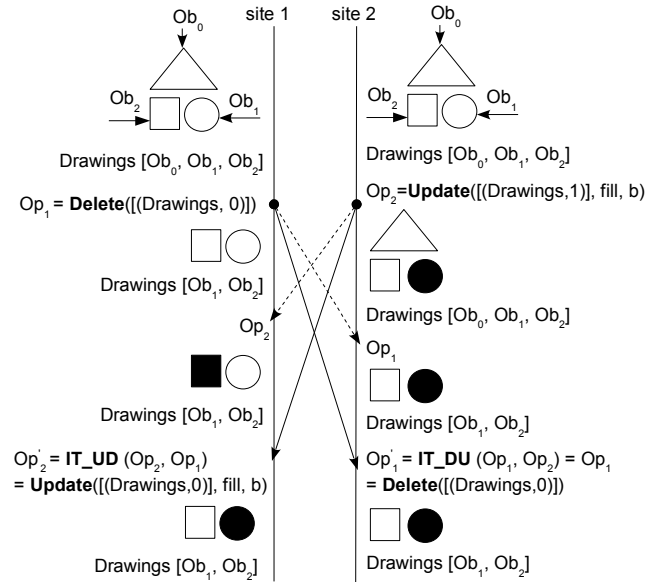 site 1
site 2
Ob₀
Ob₂
Ob₁
Drawings [Ob₀, Ob₁, Ob₂]
Op₁ = Delete([(Drawings, 0)])
Drawings [Ob₁, Ob₂]
Op₂
Drawings [Ob₁, Ob₂]
Op'₂ = IT_UD (Op₂, Op₁)
= Update([(Drawings,0)], fill, b)
Drawings [Ob₁, Ob₂]
Ob₀
Ob₂
Ob₁
Drawings [Ob₀, Ob₁, Ob₂]
Op₂=Update([(Drawings,1)], fill, b)
Drawings [Ob₀, Ob₁, Ob₂]
Op₁
Drawings [Ob₁, Ob₂]
Op'₁ = IT_DU (Op₁, Op₂) = Op₁
= Delete([(Drawings,0)])
Drawings [Ob₁, Ob₂]